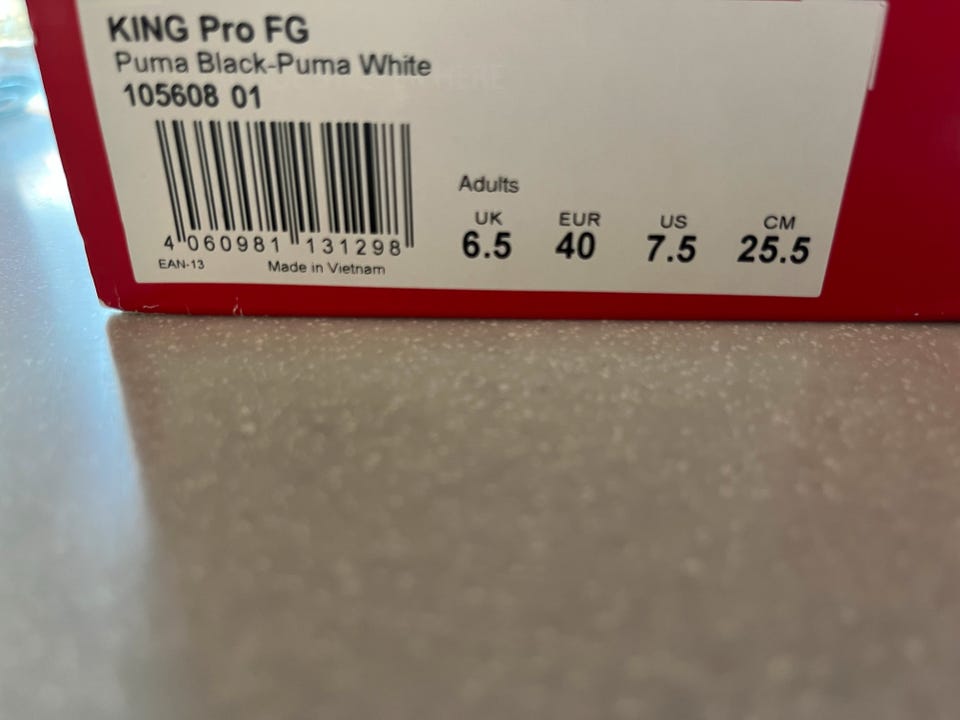 KING Pro FG
Puma Black-Puma White
105608 01
Adults
UK EUR US CM
6.5 40 7.5 25.5
4 060981 131298
EAN-13 Made in Vietnam